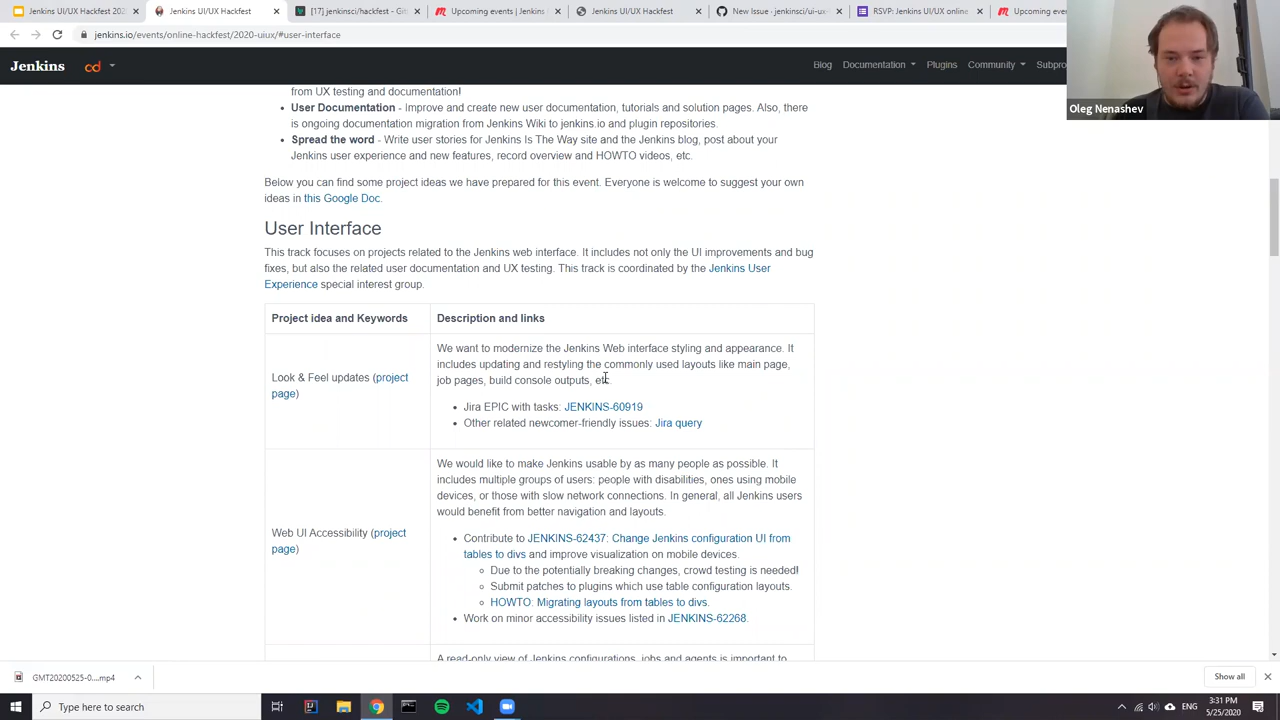 Jenkins UI/UX Hackfest 202
Jenkins UI/UX Hackfest
[17] jenkinsci/hackfest - Git
Upcoming events | Jenkins
Jenkins UI/UX Hackfest
New Issue · jenkinsci/ui-ux
RSVP: Jenkins UI/UX online
Upcoming eve
jenkins.io/events/online-hackfest/2020-uiux/#user-interface
Jenkins
cd
Blog
Documentation
Plugins
Community
Subpro
Oleg Nenashev
from UX testing and documentation!
User Documentation - Improve and create new user documentation, tutorials and solution pages. Also, there
is ongoing documentation migration from Jenkins Wiki to jenkins.io and plugin repositories.
Spread the word - Write user stories for Jenkins Is The Way site and the Jenkins blog, post about your
Jenkins user experience and new features, record overview and HOWTO videos, etc.
Below you can find some project ideas we have prepared for this event. Everyone is welcome to suggest your own
ideas in this Google Doc.
User Interface
This track focuses on projects related to the Jenkins web interface. It includes not only the UI improvements and bug
fixes, but also the related user documentation and UX testing. This track is coordinated by the Jenkins User
Experience special interest group.
Project idea and Keywords
Description and links
Look & Feel updates (project
page)
We want to modernize the Jenkins Web interface styling and appearance. It
includes updating and restyling the commonly used layouts like main page,
job pages, build console outputs, etc.
Jira EPIC with tasks: JENKINS-60919
Other related newcomer-friendly issues: Jira query
Web UI Accessibility (project
page)
We would like to make Jenkins usable by as many people as possible. It
includes multiple groups of users: people with disabilities, ones using mobile
devices, or those with slow network connections. In general, all Jenkins users
would benefit from better navigation and layouts.
Contribute to JENKINS-62437: Change Jenkins configuration UI from
tables to divs and improve visualization on mobile devices.
Due to the potentially breaking changes, crowd testing is needed!
Submit patches to plugins which use table configuration layouts.
HOWTO: Migrating layouts from tables to divs.
Work on minor accessibility issues listed in JENKINS-62268.
A read-only view of Jenkins configurations, jobs and agents is important to
GMT20200525-0....mp4
Show all
Type here to search
ENG
3:31 PM
5/25/2020